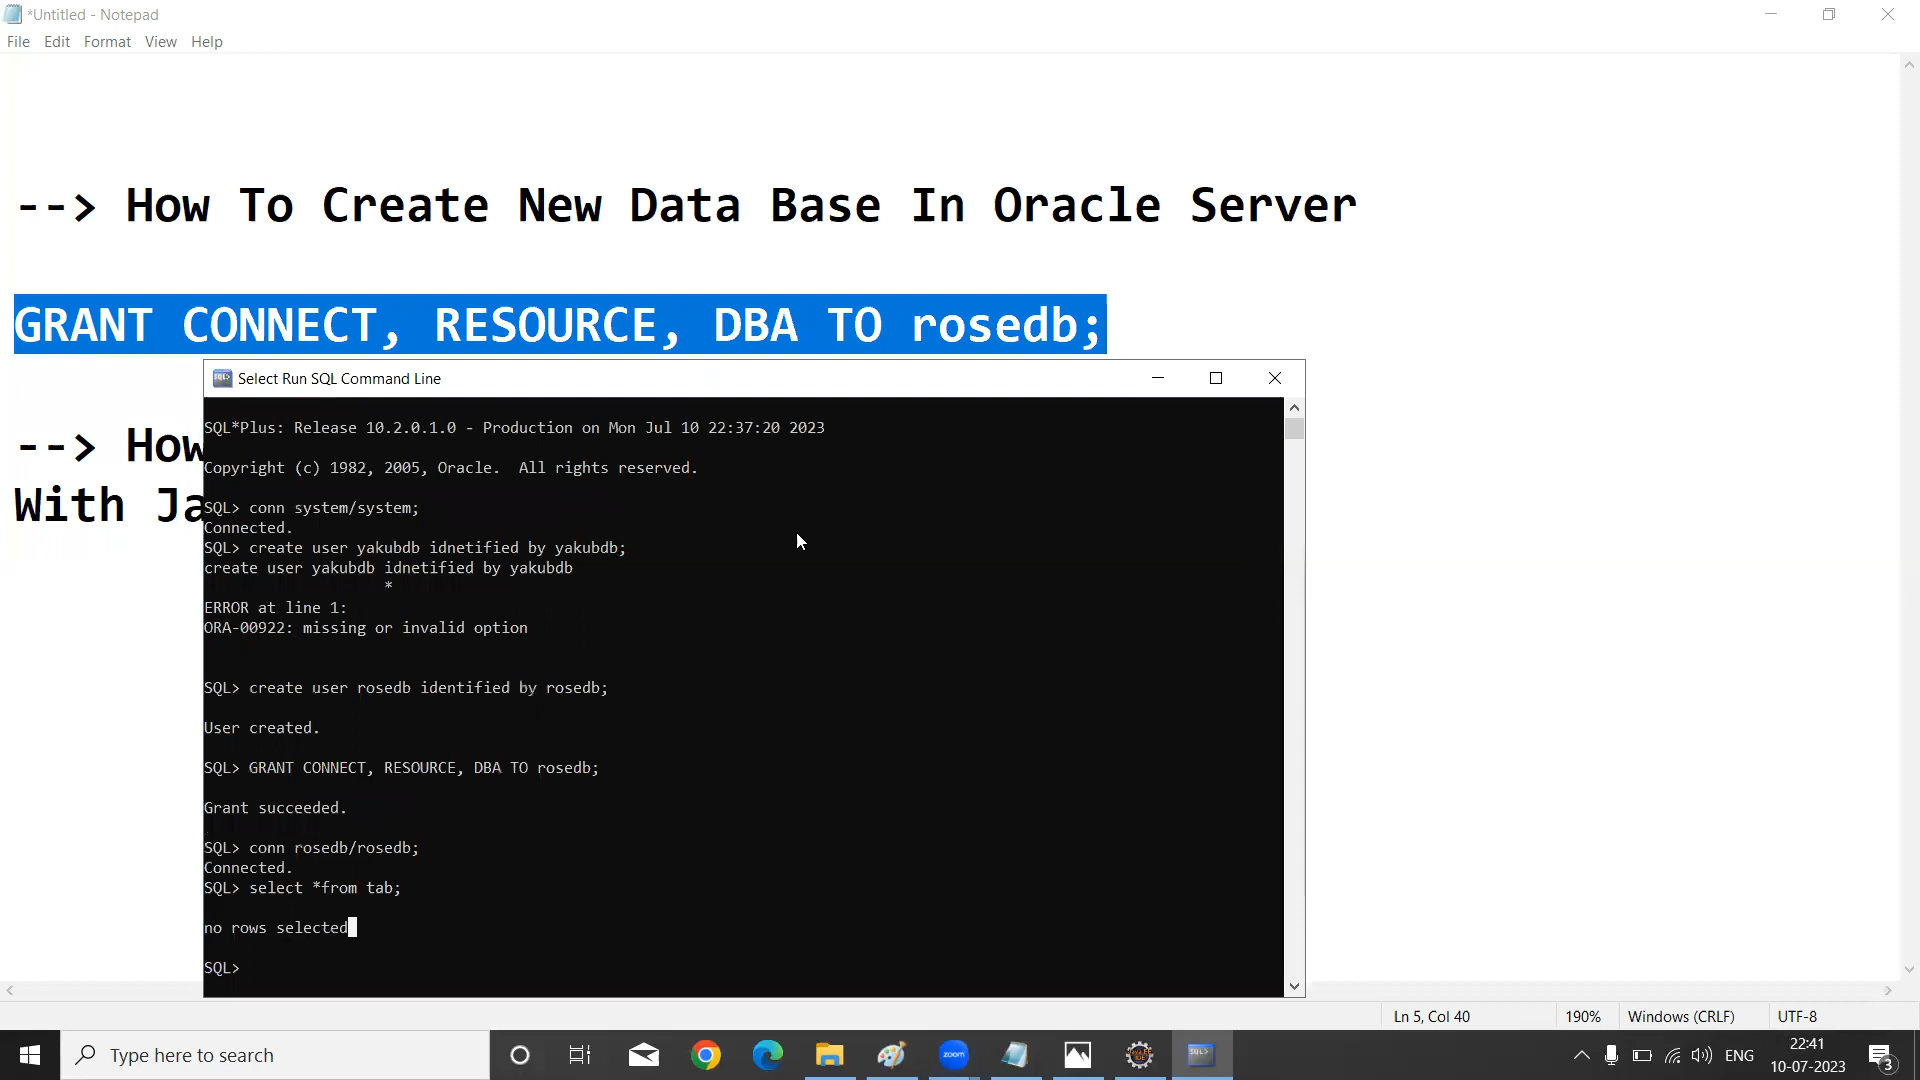 *Untitled - Notepad
File Edit Format View Help
--> How To Create New Data Base In Oracle Server
GRANT CONNECT, RESOURCE, DBA TO rosedb;
--> How
With Ja
Select Run SQL Command Line
SQL*Plus: Release 10.2.0.1.0 - Production on Mon Jul 10 22:37:20 2023
Copyright (c) 1982, 2005, Oracle.  All rights reserved.
SQL> conn system/system;
Connected.
SQL> create user yakubdb idnetified by yakubdb;
create user yakubdb idnetified by yakubdb
*
ERROR at line 1:
ORA-00922: missing or invalid option
SQL> create user rosedb identified by rosedb;
User created.
SQL> GRANT CONNECT, RESOURCE, DBA TO rosedb;
Grant succeeded.
SQL> conn rosedb/rosedb;
Connected.
SQL> select *from tab;
no rows selected
SQL>
Ln 5, Col 40 190% Windows (CRLF) UTF-8
Type here to search
zoom
ENG
22:41
10-07-2023
3